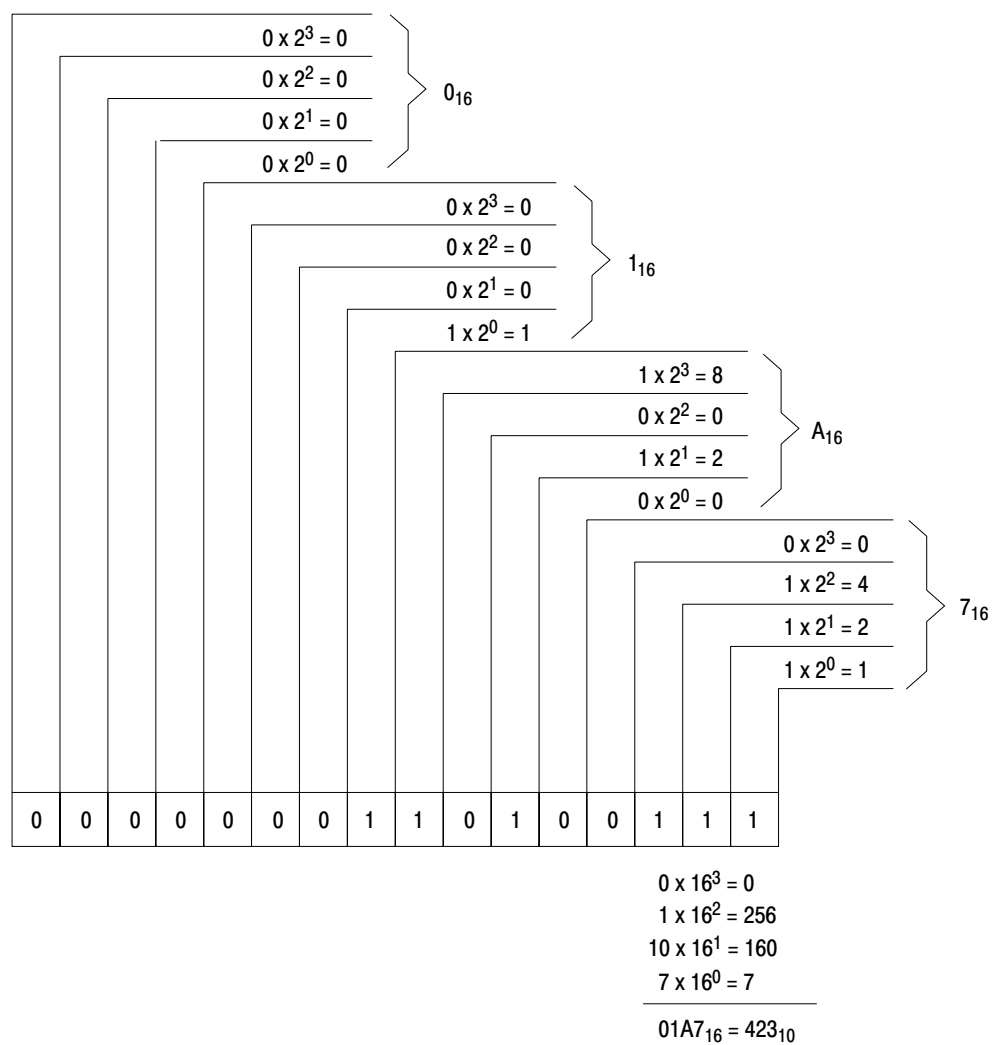 0 x 2³ = 0
0 x 2² = 0
0₁₆
0 x 2¹ = 0
0 x 2⁰ = 0
0 x 2³ = 0
0 x 2² = 0
1₁₆
0 x 2¹ = 0
1 x 2⁰ = 1
1 x 2³ = 8
0 x 2² = 0
A₁₆
1 x 2¹ = 2
0 x 2⁰ = 0
0 x 2³ = 0
1 x 2² = 4
7₁₆
1 x 2¹ = 2
1 x 2⁰ = 1
0 0 0 0 0 0 0 1 1 0 1 0 0 1 1 1
0 x 16³ = 0
1 x 16² = 256
10 x 16¹ = 160
7 x 16⁰ = 7
01A7₁₆ = 423₁₀